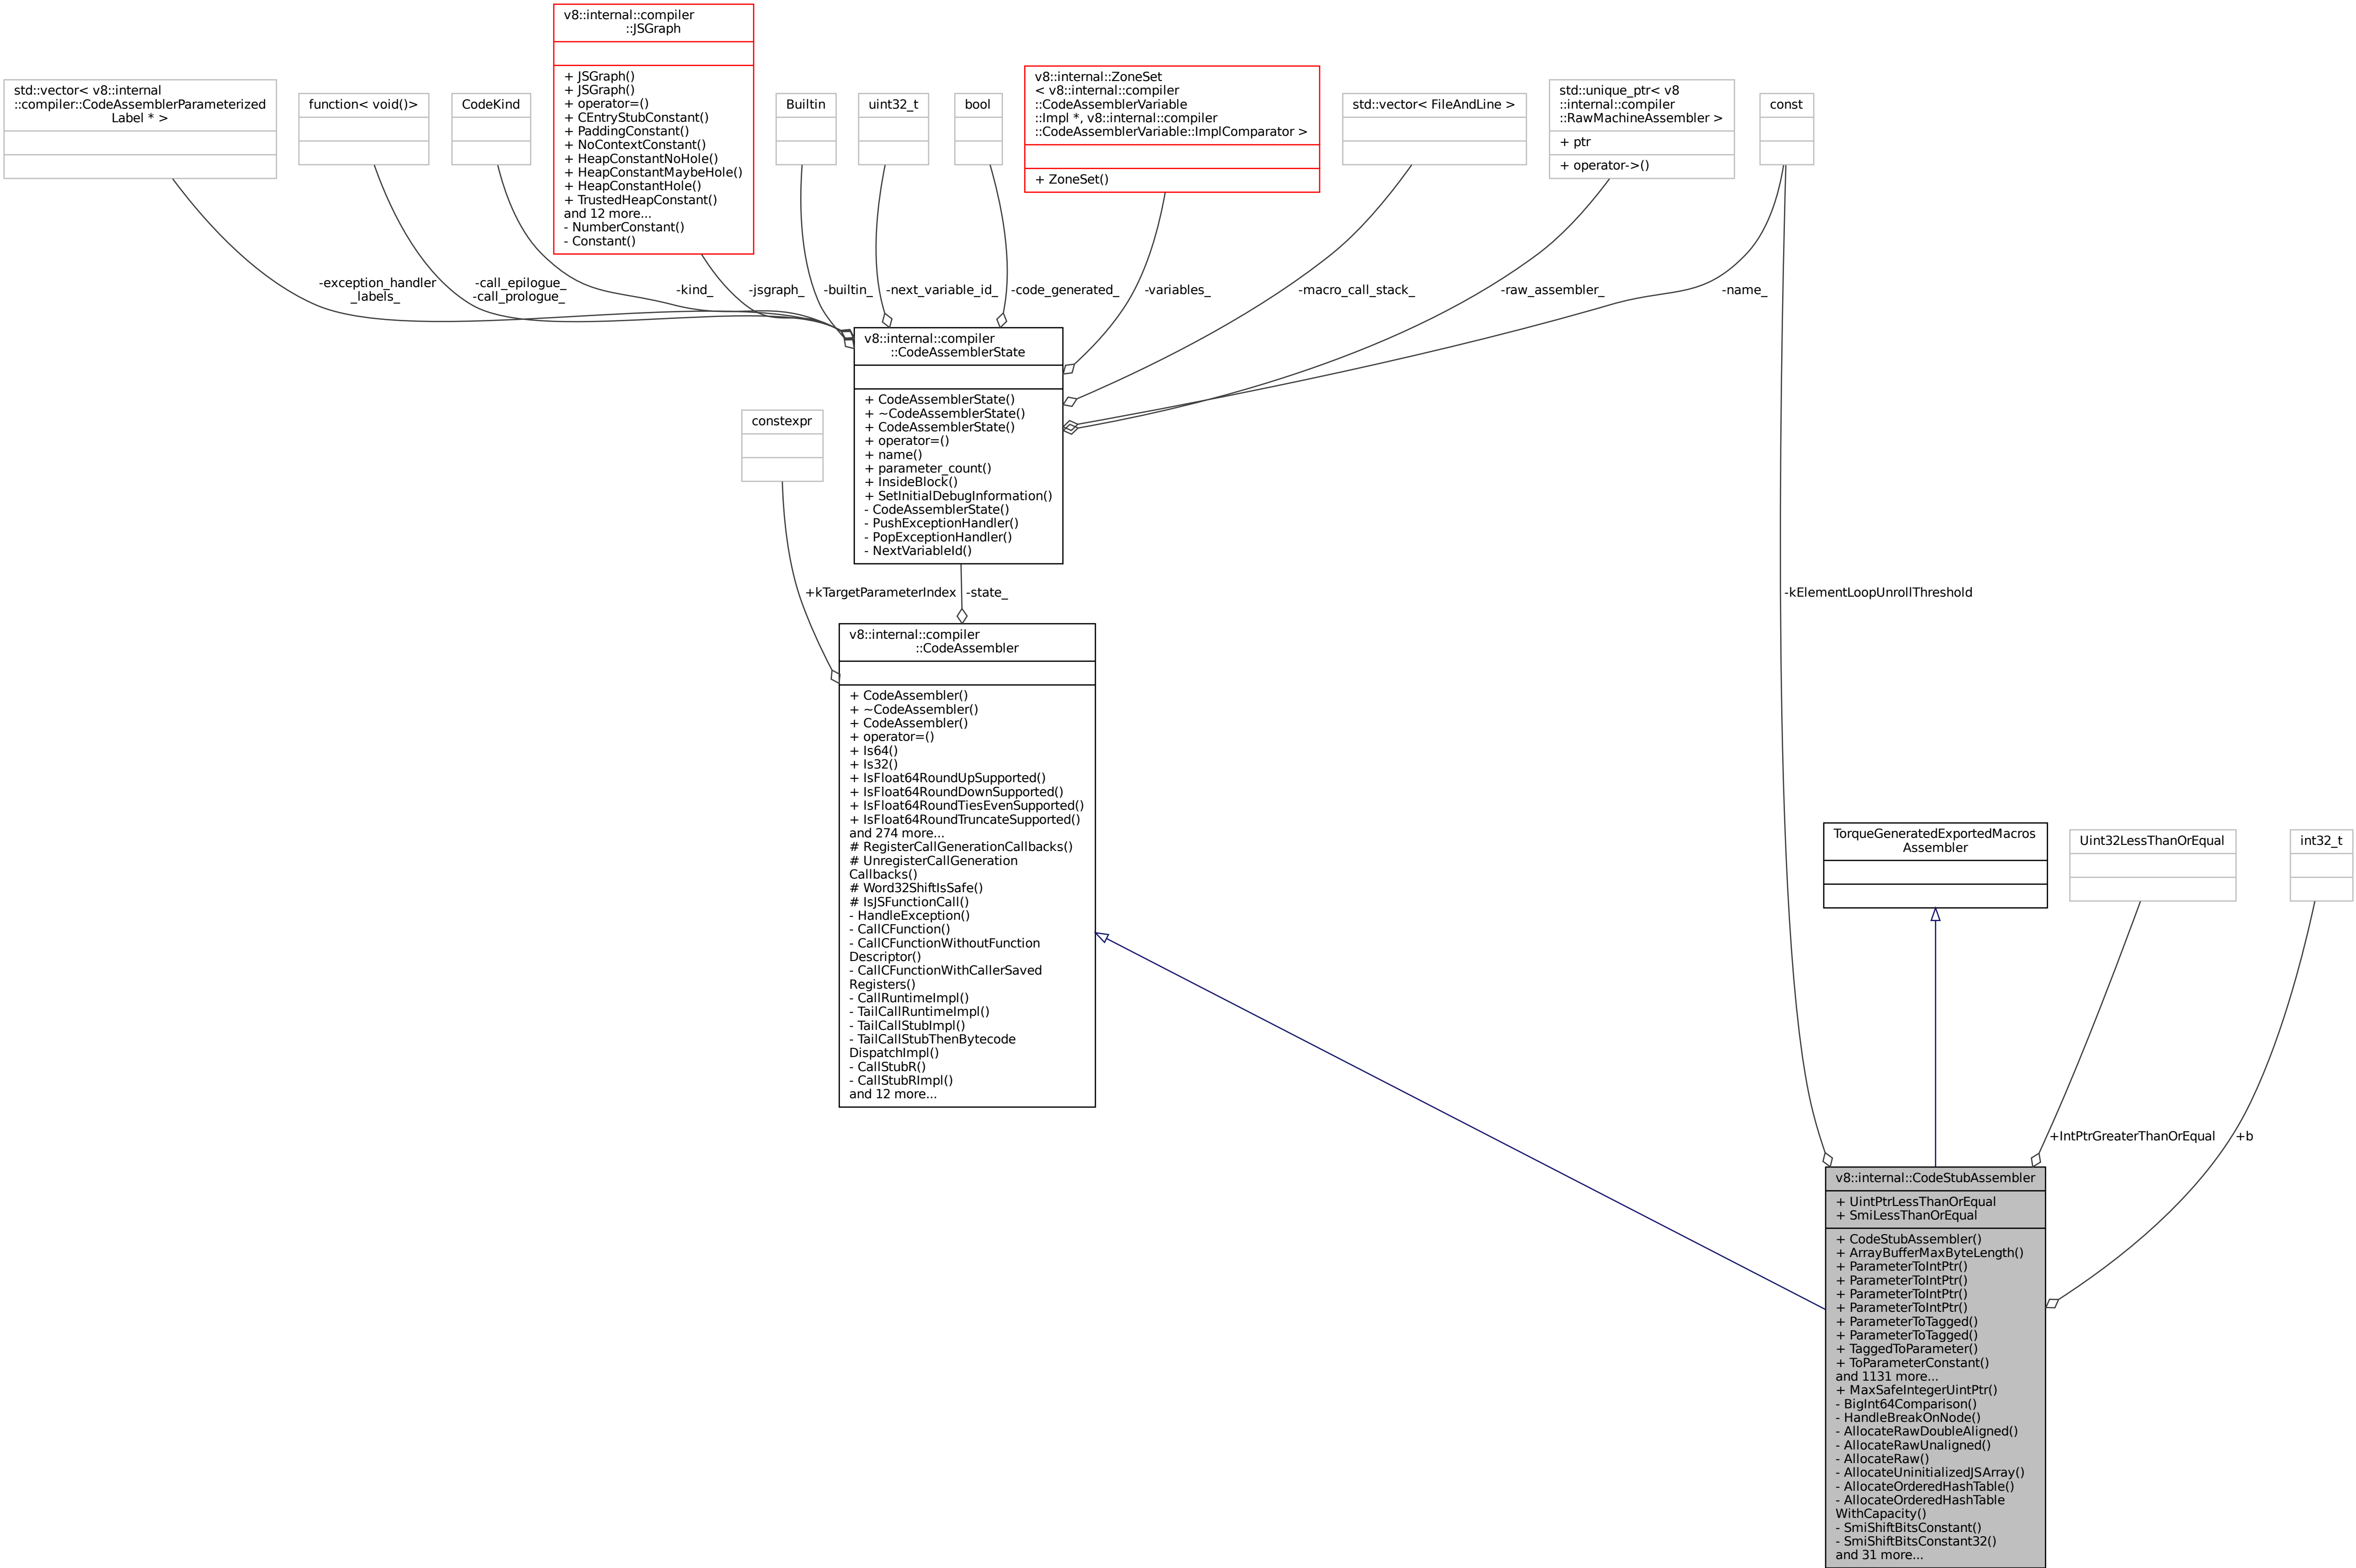 v8::internal::compiler
::JSGraph
+ JSGraph()
+ JSGraph()
+ operator=()
+ CEntryStubConstant()
+ PaddingConstant()
+ NoContextConstant()
+ HeapConstantNoHole()
+ HeapConstantMaybeHole()
+ HeapConstantHole()
+ TrustedHeapConstant()
and 12 more...
- NumberConstant()
- Constant()
std::vector< v8::internal
::compiler::CodeAssemblerParameterized
Label * >
function< void()>
CodeKind
Builtin
uint32_t
bool
v8::internal::ZoneSet
< v8::internal::compiler
::CodeAssemblerVariable
::Impl *, v8::internal::compiler
::CodeAssemblerVariable::ImplComparator >
+ ZoneSet()
std::vector< FileAndLine >
std::unique_ptr< v8
::internal::compiler
::RawMachineAssembler >
+ ptr
+ operator->()
const
-exception_handler
_labels_
-call_epilogue_
-call_prologue_
-kind_
-jsgraph_
-builtin_
-next_variable_id_
-code_generated_
-variables_
-macro_call_stack_
-raw_assembler_
-name_
v8::internal::compiler
::CodeAssemblerState
+ CodeAssemblerState()
+ ~CodeAssemblerState()
+ CodeAssemblerState()
+ operator=()
+ name()
+ parameter_count()
+ InsideBlock()
+ SetInitialDebugInformation()
- CodeAssemblerState()
- PushExceptionHandler()
- PopExceptionHandler()
- NextVariableId()
constexpr
+kTargetParameterIndex
-state_
-kElementLoopUnrollThreshold
v8::internal::compiler
::CodeAssembler
+ CodeAssembler()
+ ~CodeAssembler()
+ CodeAssembler()
+ operator=()
+ Is64()
+ Is32()
+ IsFloat64RoundUpSupported()
+ IsFloat64RoundDownSupported()
+ IsFloat64RoundTiesEvenSupported()
+ IsFloat64RoundTruncateSupported()
and 274 more...
# RegisterCallGenerationCallbacks()
# UnregisterCallGeneration
Callbacks()
# Word32ShiftIsSafe()
# IsJSFunctionCall()
- HandleException()
- CallCFunction()
- CallCFunctionWithoutFunction
Descriptor()
- CallCFunctionWithCallerSaved
Registers()
- CallRuntimeImpl()
- TailCallRuntimeImpl()
- TailCallStubImpl()
- TailCallStubThenBytecode
DispatchImpl()
- CallStubR()
- CallStubRImpl()
and 12 more...
TorqueGeneratedExportedMacros
Assembler
Uint32LessThanOrEqual
int32_t
+IntPtrGreaterThanOrEqual
+b
v8::internal::CodeStubAssembler
+ UintPtrLessThanOrEqual
+ SmiLessThanOrEqual
+ CodeStubAssembler()
+ ArrayBufferMaxByteLength()
+ ParameterToIntPtr()
+ ParameterToIntPtr()
+ ParameterToIntPtr()
+ ParameterToIntPtr()
+ ParameterToTagged()
+ ParameterToTagged()
+ TaggedToParameter()
+ ToParameterConstant()
and 1131 more...
+ MaxSafeIntegerUintPtr()
- BigInt64Comparison()
- HandleBreakOnNode()
- AllocateRawDoubleAligned()
- AllocateRawUnaligned()
- AllocateRaw()
- AllocateUninitializedJSArray()
- AllocateOrderedHashTable()
- AllocateOrderedHashTable
WithCapacity()
- SmiShiftBitsConstant()
- SmiShiftBitsConstant32()
and 31 more...